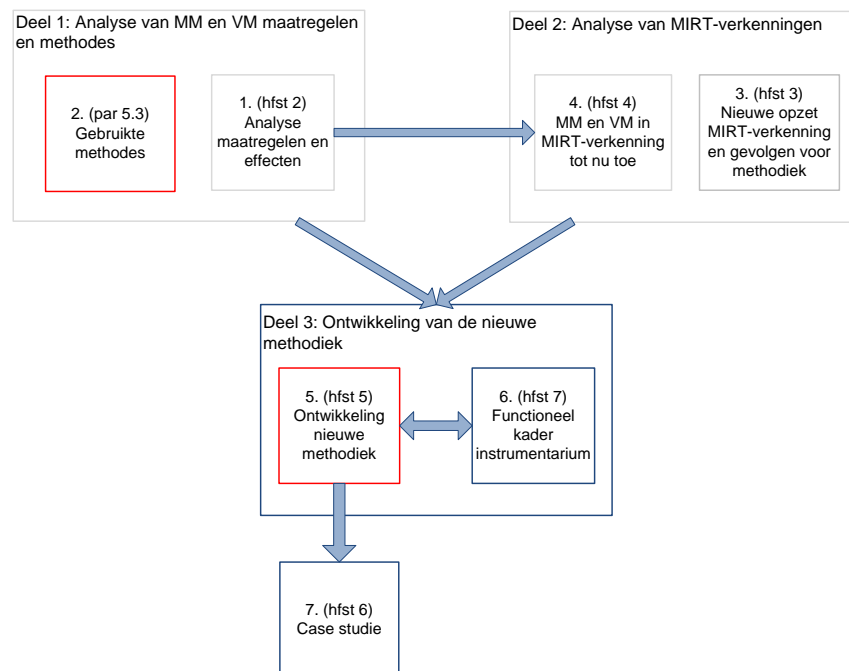 Deel 1: Analyse van MM en VM maatregelen
en methodes
2. (par 5.3)
Gebruikte
methodes
1. (hfst 2)
Analyse
maatregelen en
effecten
Deel 2: Analyse van MIRT-verkenningen
4. (hfst 4)
MM en VM in
MIRT-verkenning
tot nu toe
3. (hfst 3)
Nieuwe opzet
MIRT-verkenning
en gevolgen voor
methodiek
Deel 3: Ontwikkeling van de nieuwe
methodiek
5. (hfst 5)
Ontwikkeling
nieuwe
methodiek
6. (hfst 7)
Functioneel
kader
instrumentarium
7. (hfst 6)
Case studie